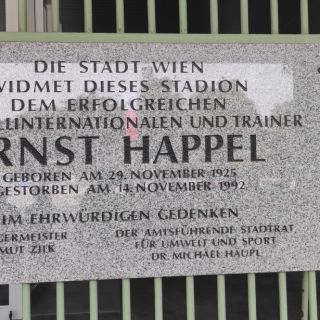 DIE STADT WIEN
WIDMET DIESES STADION
DEM ERFOLGREICHEN
LLINTERNATIONALEN UND TRAINER
RNST HAPPEL
GEBOREN AM 29. NOVEMBER 1925
GESTORBEN AM 14. NOVEMBER 1992
IM EHRWÜRDIGEN GEDENKEN
GERMEISTER
MUT ZILK
DER AMTSFÜHRENDE STADTRAT
FÜR UMWELT UND SPORT
DR. MICHAEL HÄUPL